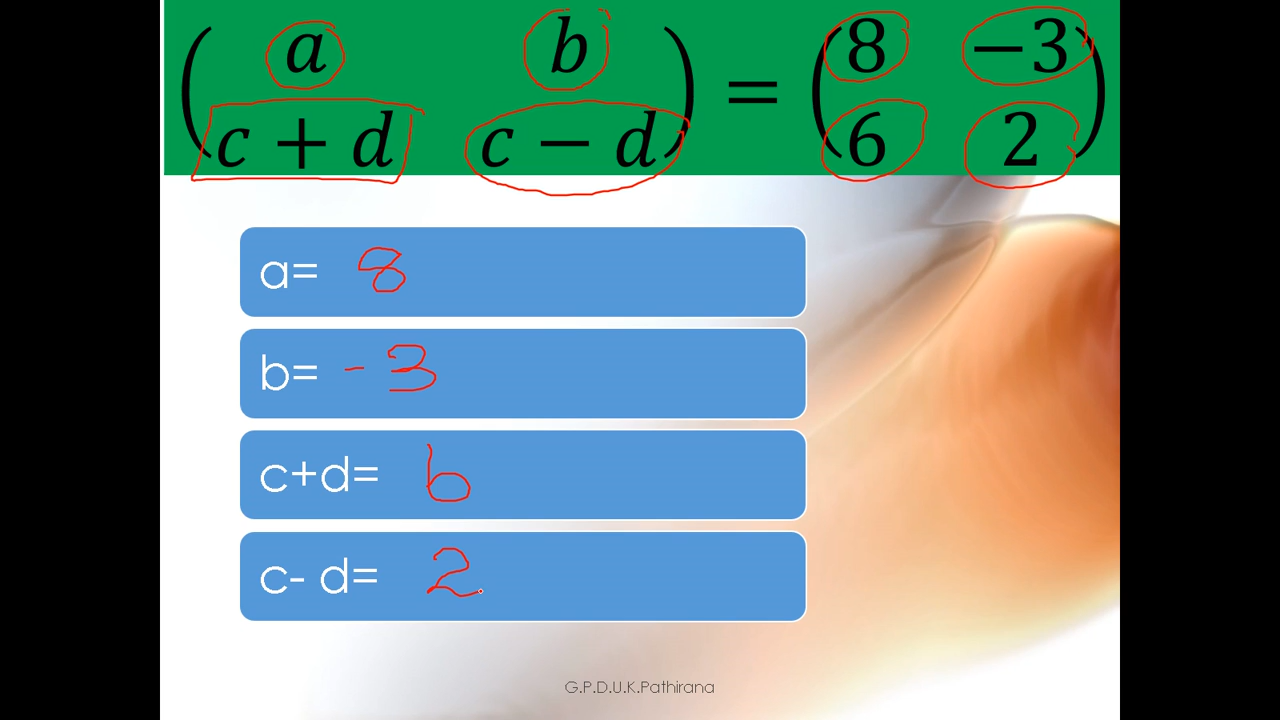 ( a b ) = ( 8 −3 )
( c + d c − d ) ( 6 2 )
a= 8
b= - 3
c+d= 6
c- d= 2
G.P.D.U.K.Pathirana